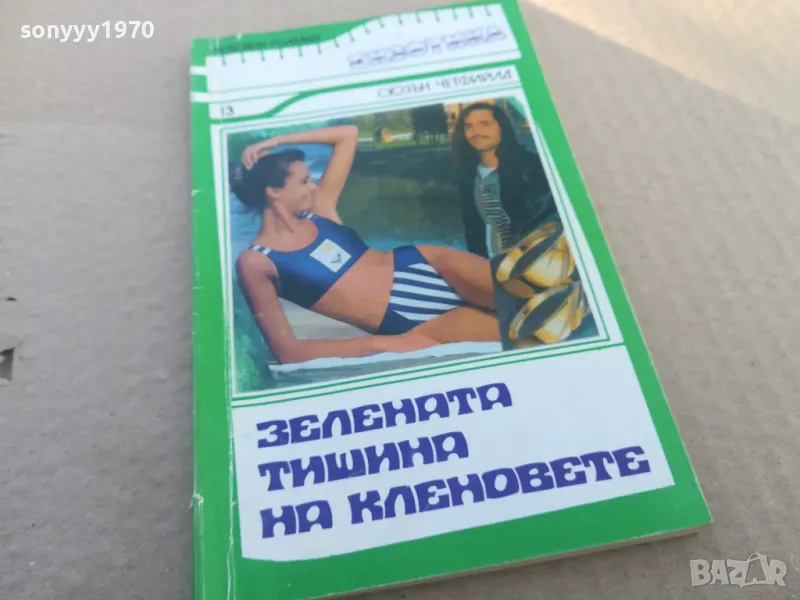 sonyyy1970
13
СЮЗЪН ЧЕТФИЙЛД
ЗЕЛЕНАТА
ТИШИНА
НА КЛЕНОВЕТЕ
BAZAR